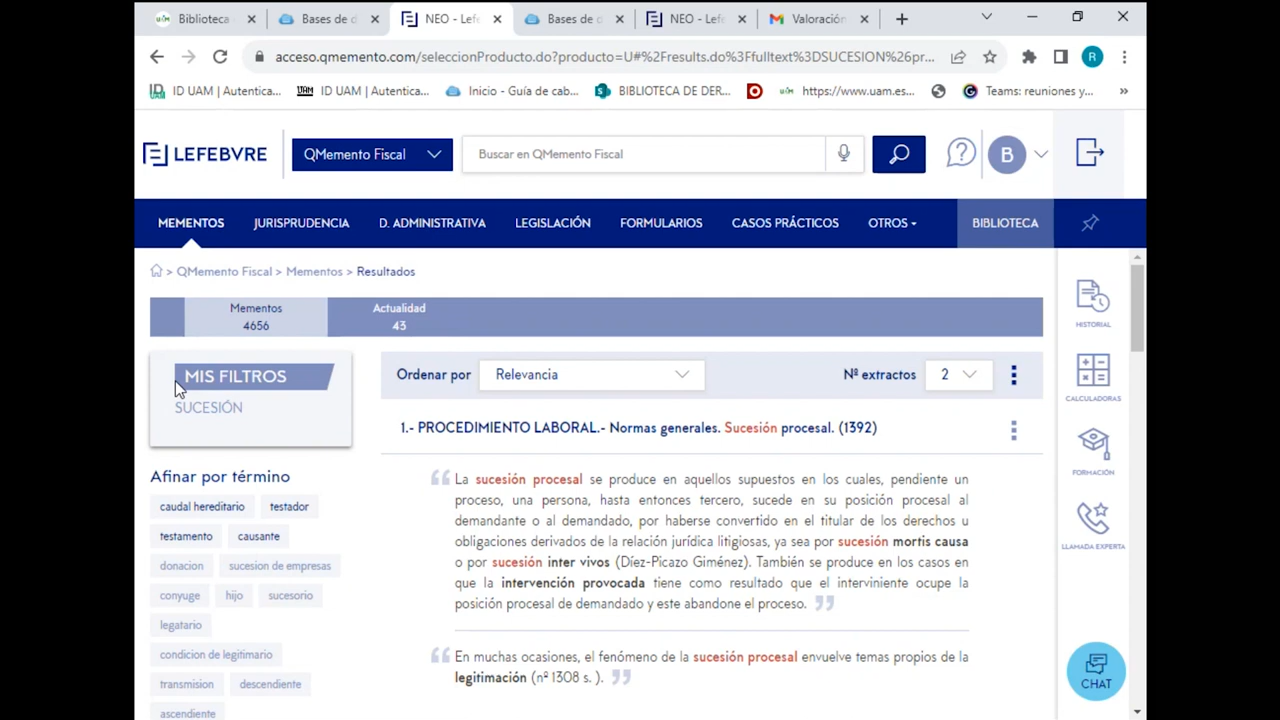 Biblioteca
Bases de d
NEO - Lefe
Bases de d
NEO - Lefe
Valoración
acceso.qmemento.com/seleccionProducto.do?producto=U#%2Fresults.do%3Ffulltext%3DSUCESION%26pr...
R
ID UAM | Autentica...
ID UAM | Autentica...
Inicio - Guía de cab...
BIBLIOTECA DE DER...
https://www.uam.es...
Teams: reuniones y...
»
LEFEBVRE
QMemento Fiscal
Buscar en QMemento Fiscal
B
MEMENTOS
JURISPRUDENCIA
D. ADMINISTRATIVA
LEGISLACIÓN
FORMULARIOS
CASOS PRÁCTICOS
OTROS
BIBLIOTECA
> QMemento Fiscal > Mementos > Resultados
Mementos
4656
Actualidad
43
MIS FILTROS
SUCESIÓN
Afinar por término
caudal hereditario
testador
testamento
causante
donacion
sucesion de empresas
conyuge
hijo
sucesorio
legatario
condicion de legitimario
transmision
descendiente
ascendiente
Ordenar por
Relevancia
Nº extractos
2
1.- PROCEDIMIENTO LABORAL.- Normas generales. Sucesión procesal. (1392)
La sucesión procesal se produce en aquellos supuestos en los cuales, pendiente un
proceso, una persona, hasta entonces tercero, sucede en su posición procesal al
demandante o al demandado, por haberse convertido en el titular de los derechos u
obligaciones derivados de la relación jurídica litigiosas, ya sea por sucesión mortis causa
o por sucesión inter vivos (Díez-Picazo Giménez). También se produce en los casos en
que la intervención provocada tiene como resultado que el interviniente ocupe la
posición procesal de demandado y este abandone el proceso.
En muchas ocasiones, el fenómeno de la sucesión procesal envuelve temas propios de la
legitimación (nº 1308 s. ).
HISTORIAL
CALCULADORAS
FORMACIÓN
LLAMADA EXPERTA
CHAT